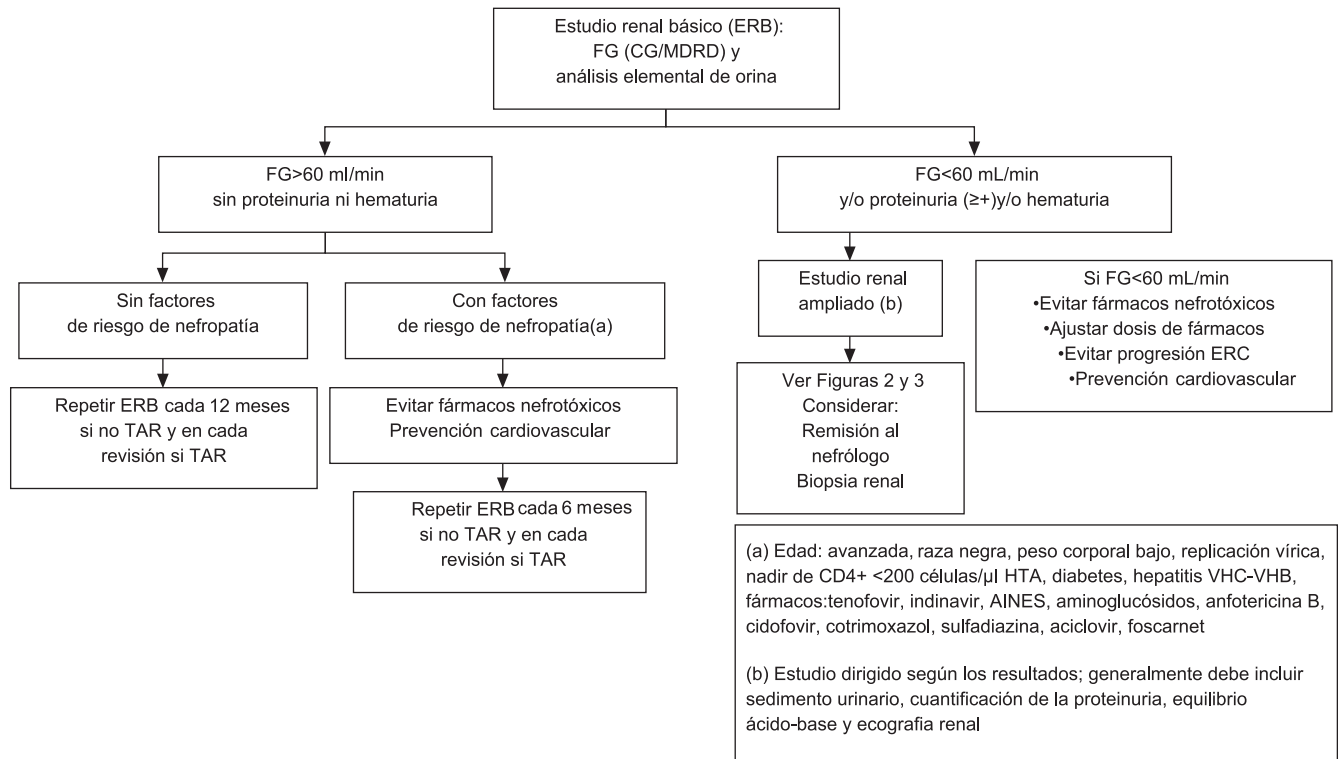 Estudio renal básico (ERB):
FG (CG/MDRD) y
análisis elemental de orina
FG>60 ml/min
sin proteinuria ni hematuria
FG<60 mL/min
y/o proteinuria (≥+)y/o hematuria
Sin factores
de riesgo de nefropatía
Con factores
de riesgo de nefropatía(a)
Estudio renal
ampliado (b)
Si FG<60 mL/min
•Evitar fármacos nefrotóxicos
•Ajustar dosis de fármacos
•Evitar progresión ERC
•Prevención cardiovascular
Repetir ERB cada 12 meses
si no TAR y en cada
revisión si TAR
Evitar fármacos nefrotóxicos
Prevención cardiovascular
Ver Figuras 2 y 3
Considerar:
Remisión al
nefrólogo
Biopsia renal
Repetir ERB cada 6 meses
si no TAR y en cada
revisión si TAR
(a) Edad: avanzada, raza negra, peso corporal bajo, replicación vírica,
nadir de CD4+ <200 células/µl HTA, diabetes, hepatitis VHC-VHB,
fármacos:tenofovir, indinavir, AINES, aminoglucósidos, anfotericina B,
cidofovir, cotrimoxazol, sulfadiazina, aciclovir, foscarnet
(b) Estudio dirigido según los resultados; generalmente debe incluir
sedimento urinario, cuantificación de la proteinuria, equilibrio
ácido-base y ecografia renal